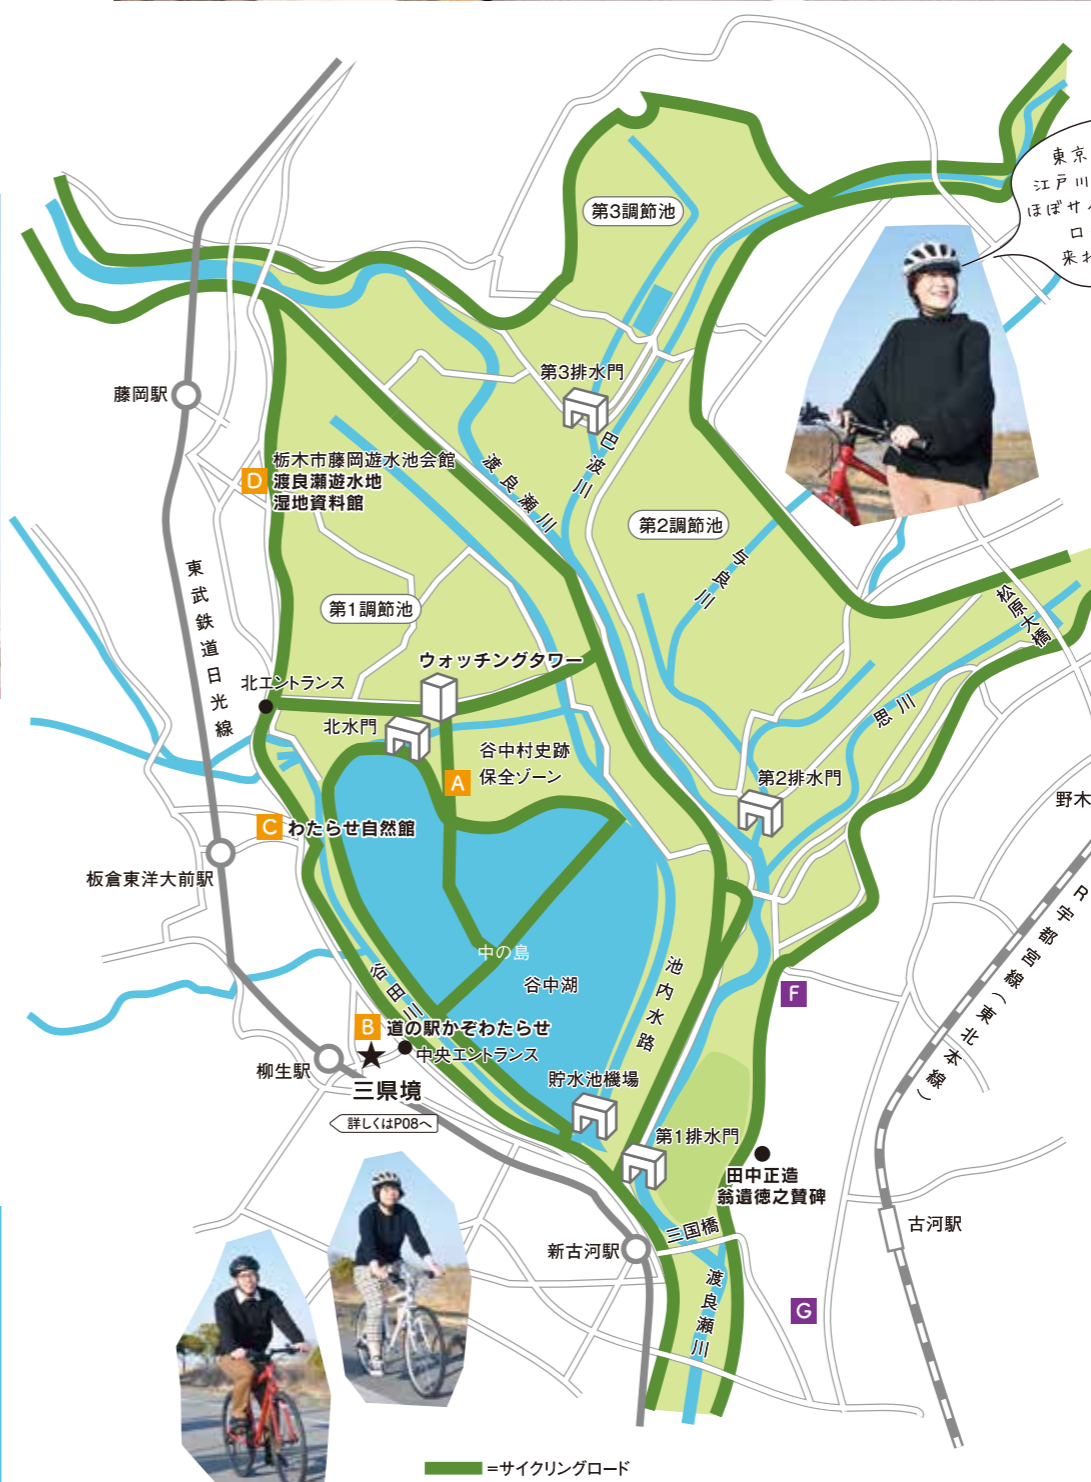 東京
江戸川
ほぼサイ
ロ
来れ
第3調節池
藤岡駅
第3排水門
巴波川
渡良瀬川
D
栃木市藤岡遊水池会館
渡良瀬遊水地
湿地資料館
第2調節池
与良川
東武鉄道日光線
第1調節池
松原大橋
ウォッチングタワー
北エントランス
北水門
思川
谷中村史跡
保全ゾーン
A
第2排水門
野木
C わたらせ自然館
板倉東洋大前駅
R宇都宮線(東北本線)
中の島
谷中湖
池内水路
谷田川
F
B 道の駅かぞわたらせ
中央エントランス
柳生駅
三県境
詳しくはP08へ
貯水池機場
第1排水門
田中正造
翁遺徳之賛碑
三国橋
新古河駅
古河駅
渡良瀬川
G
=サイクリングロード